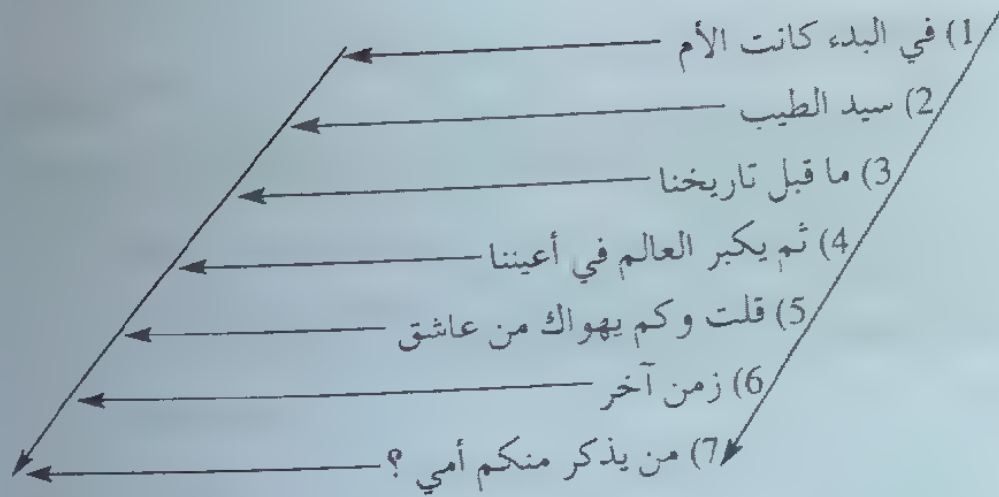 1) في البدء كانت الأم
2) سيد الطيب
3) ما قبل تاريخنا
4) ثم يكبر العالم في أعيننا
5) قلت وكم يهواك من عاشق
6) زمن آخر
7) من يذكر منكم أمي ؟